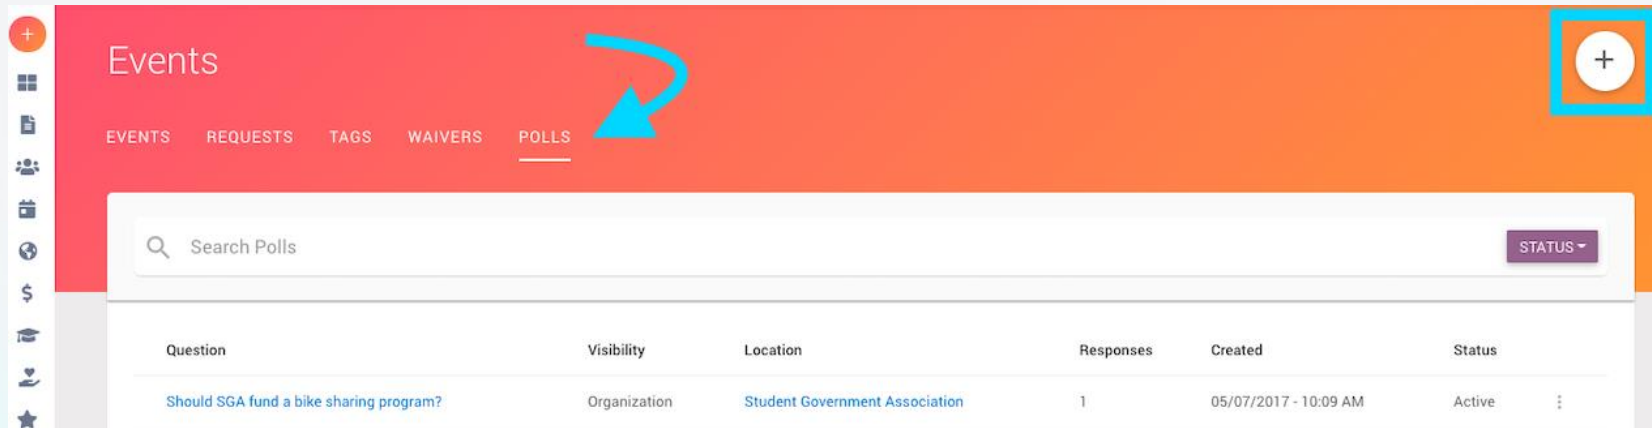 Events
EVENTS REQUESTS TAGS WAIVERS POLLS
Search Polls
STATUS
Question Visibility Location Responses Created Status
Should SGA fund a bike sharing program? Organization Student Government Association 1 05/07/2017 - 10:09 AM Active